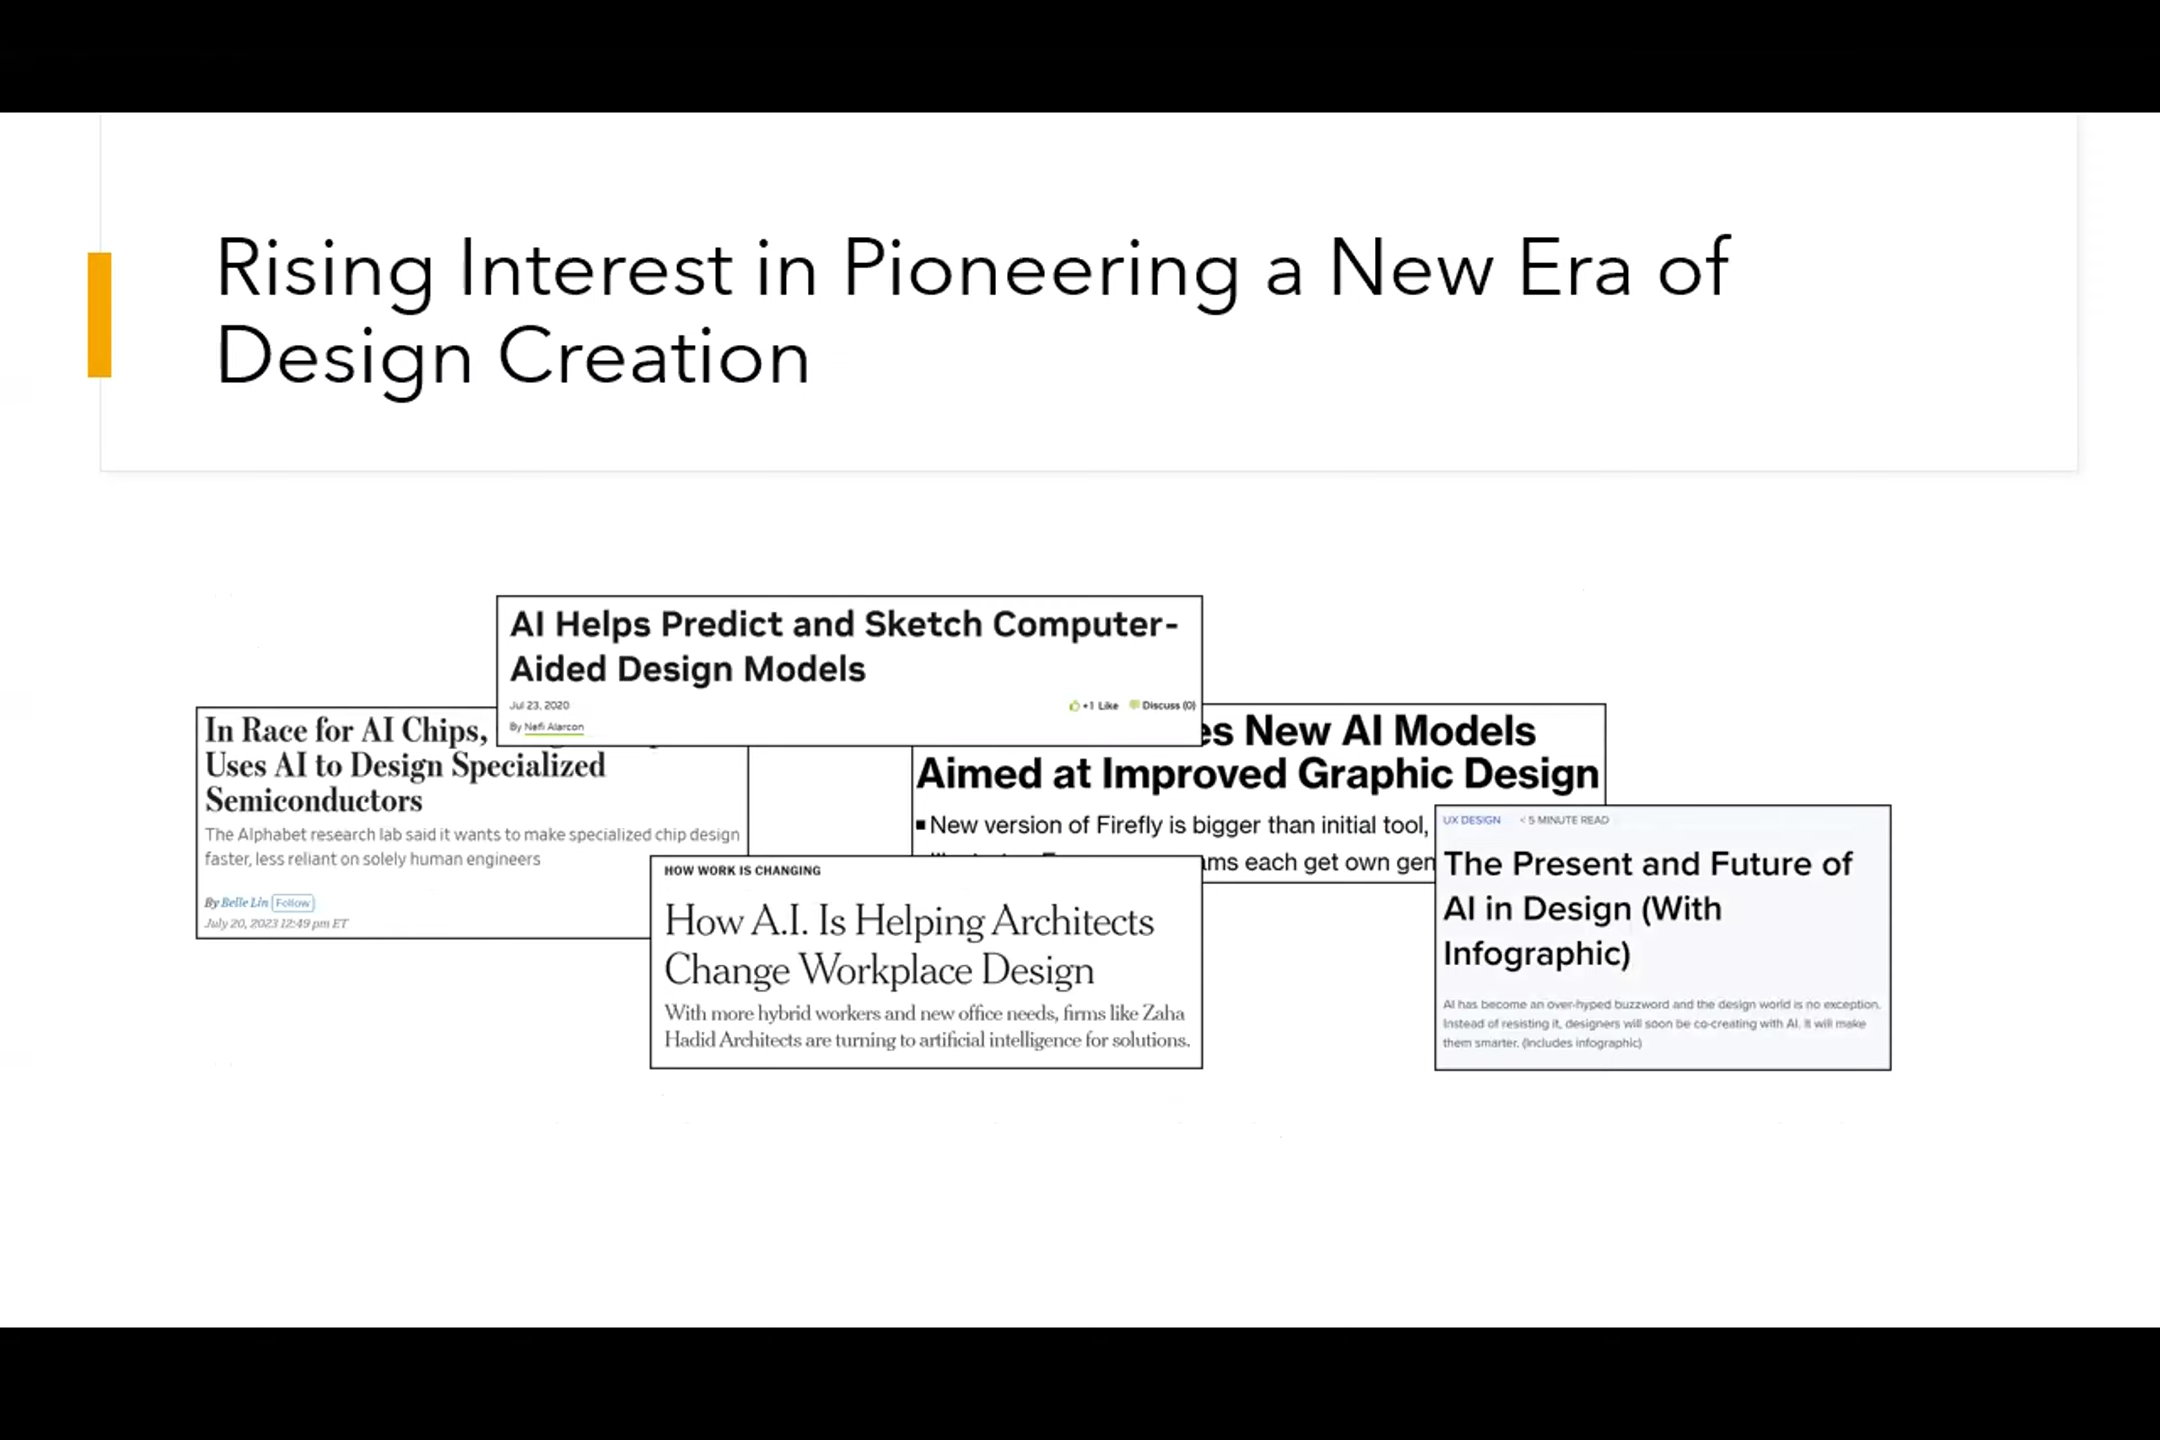 Rising Interest in Pioneering a New Era of
Design Creation
AI Helps Predict and Sketch Computer-
Aided Design Models
Jul 23, 2020
+1 Like Discuss (0)
By Nefi Alarcon
In Race for AI Chips,
Uses AI to Design Specialized
Semiconductors
The Alphabet research lab said it wants to make specialized chip design
faster, less reliant on solely human engineers
By Belle Lin Follow
July 20, 2023 12:49 pm ET
es New AI Models
Aimed at Improved Graphic Design
▪ New version of Firefly is bigger than initial tool,
ams each get own gen
HOW WORK IS CHANGING
How A.I. Is Helping Architects
Change Workplace Design
With more hybrid workers and new office needs, firms like Zaha
Hadid Architects are turning to artificial intelligence for solutions.
UX DESIGN < 5 MINUTE READ
The Present and Future of
AI in Design (With
Infographic)
AI has become an over-hyped buzzword and the design world is no exception.
Instead of resisting it, designers will soon be co-creating with AI. It will make
them smarter. (Includes infographic)